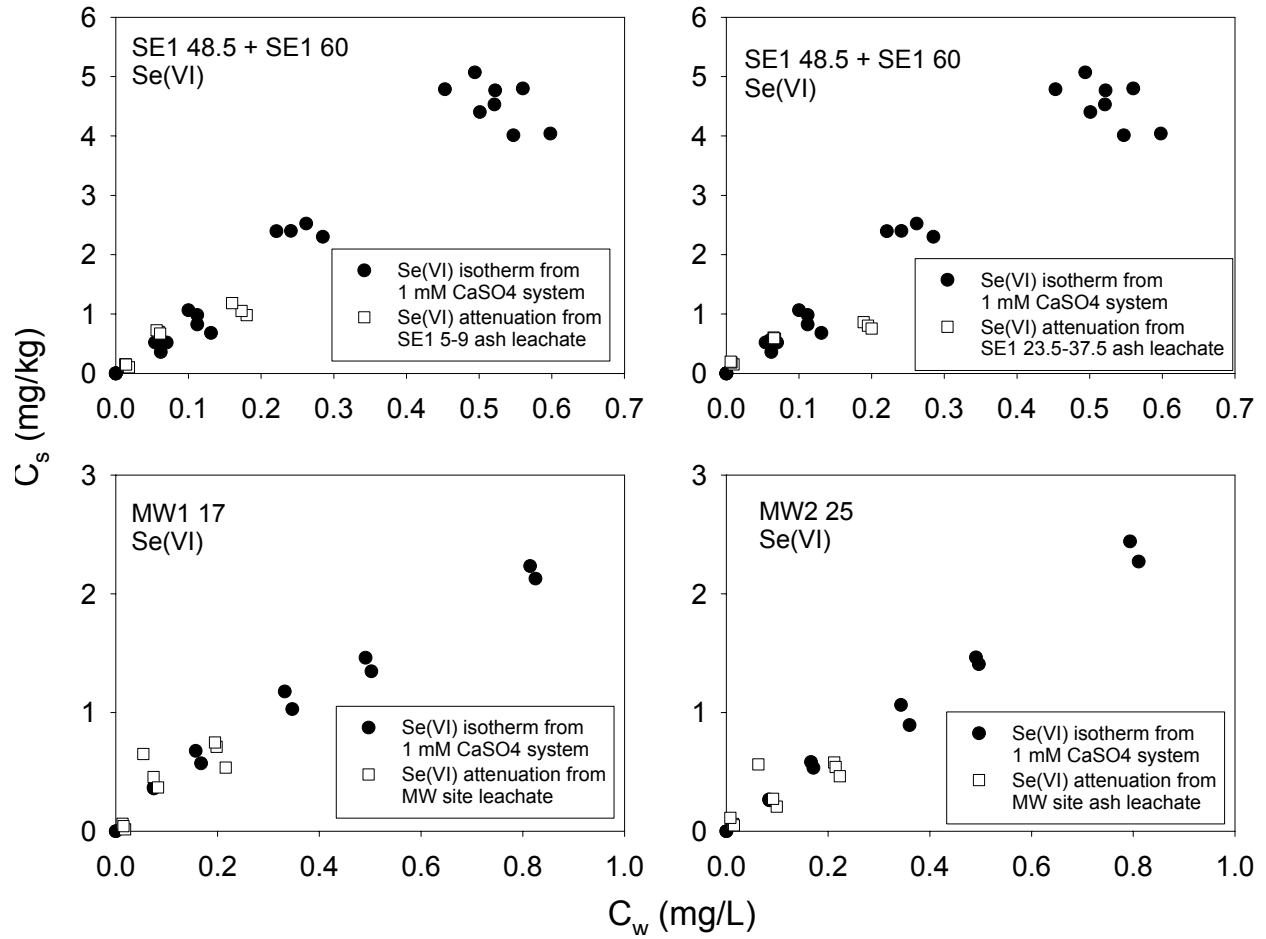 SE1 48.5 + SE1 60
Se(VI)
6
5
4
3
2
1
0
Se(VI) isotherm from
1 mM CaSO4 system
Se(VI) attenuation from
SE1 5-9 ash leachate
0.0 0.1 0.2 0.3 0.4 0.5 0.6 0.7
SE1 48.5 + SE1 60
Se(VI)
6
5
4
3
2
1
0
Se(VI) isotherm from
1 mM CaSO4 system
Se(VI) attenuation from
SE1 23.5-37.5 ash leachate
0.0 0.1 0.2 0.3 0.4 0.5 0.6 0.7
Cs (mg/kg)
MW1 17
Se(VI)
3
2
1
0
Se(VI) isotherm from
1 mM CaSO4 system
Se(VI) attenuation from
MW site leachate
0.0 0.2 0.4 0.6 0.8 1.0
MW2 25
Se(VI)
3
2
1
0
Se(VI) isotherm from
1 mM CaSO4 system
Se(VI) attenuation from
MW site ash leachate
0.0 0.2 0.4 0.6 0.8 1.0
Cw (mg/L)